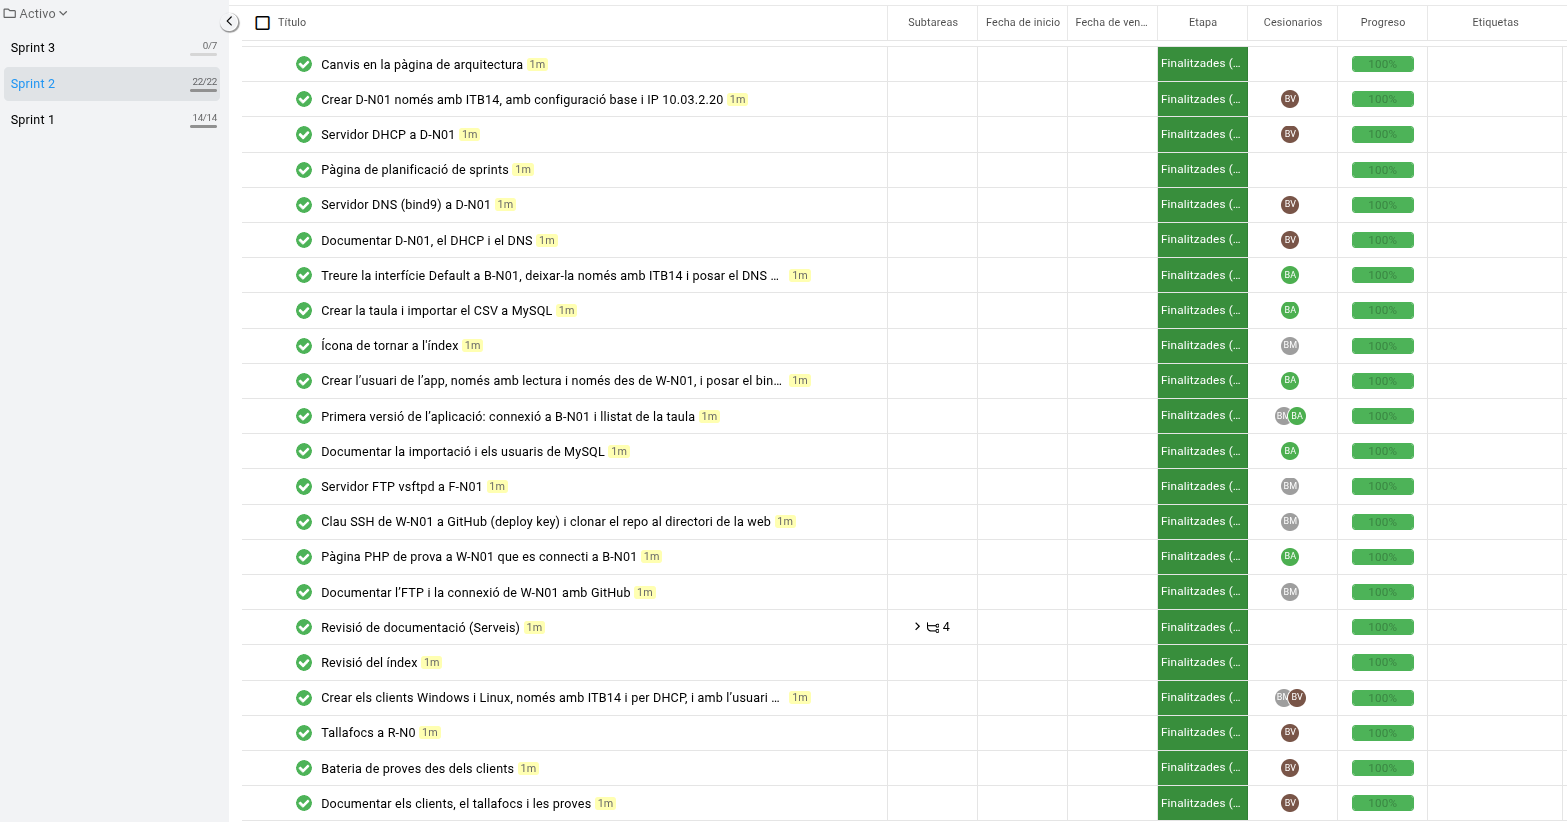 Activo
Sprint 3 0/7
Sprint 2 22/22
Sprint 1 14/14
Título Subtareas Fecha de inicio Fecha de ven... Etapa Cesionarios Progreso Etiquetas
Canvis en la pàgina de arquitectura 1m Finalitzades (... 100%
Crear D-N01 només amb ITB14, amb configuració base i IP 10.03.2.20 1m Finalitzades (... BV 100%
Servidor DHCP a D-N01 1m Finalitzades (... BV 100%
Pàgina de planificació de sprints 1m Finalitzades (... 100%
Servidor DNS (bind9) a D-N01 1m Finalitzades (... BV 100%
Documentar D-N01, el DHCP i el DNS 1m Finalitzades (... BV 100%
Treure la interfície Default a B-N01, deixar-la només amb ITB14 i posar el DNS ... 1m Finalitzades (... BA 100%
Crear la taula i importar el CSV a MySQL 1m Finalitzades (... BA 100%
Ícona de tornar a l'índex 1m Finalitzades (... BM 100%
Crear l’usuari de l’app, només amb lectura i només des de W-N01, i posar el bin... 1m Finalitzades (... BA 100%
Primera versió de l’aplicació: connexió a B-N01 i llistat de la taula 1m Finalitzades (... BM BA 100%
Documentar la importació i els usuaris de MySQL 1m Finalitzades (... BA 100%
Servidor FTP vsftpd a F-N01 1m Finalitzades (... BM 100%
Clau SSH de W-N01 a GitHub (deploy key) i clonar el repo al directori de la web 1m Finalitzades (... BM 100%
Pàgina PHP de prova a W-N01 que es connecti a B-N01 1m Finalitzades (... BA 100%
Documentar l’FTP i la connexió de W-N01 amb GitHub 1m Finalitzades (... BM 100%
Revisió de documentació (Serveis) 1m 4 Finalitzades (... 100%
Revisió del índex 1m Finalitzades (... 100%
Crear els clients Windows i Linux, només amb ITB14 i per DHCP, i amb l’usuari ... 1m Finalitzades (... BM BV 100%
Tallafocs a R-N0 1m Finalitzades (... BV 100%
Bateria de proves des dels clients 1m Finalitzades (... BV 100%
Documentar els clients, el tallafocs i les proves 1m Finalitzades (... BV 100%